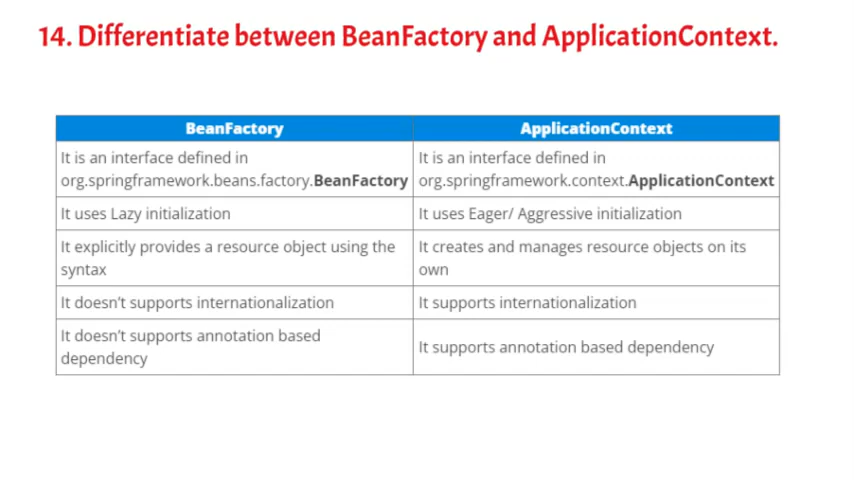 14. Differentiate between BeanFactory and ApplicationContext.
BeanFactory
ApplicationContext
It is an interface defined in
org.springframework.beans.factory.BeanFactory
It is an interface defined in
org.springframework.context.ApplicationContext
It uses Lazy initialization
It uses Eager/ Aggressive initialization
It explicitly provides a resource object using the
syntax
It creates and manages resource objects on its
own
It doesn't supports internationalization
It supports internationalization
It doesn't supports annotation based
dependency
It supports annotation based dependency